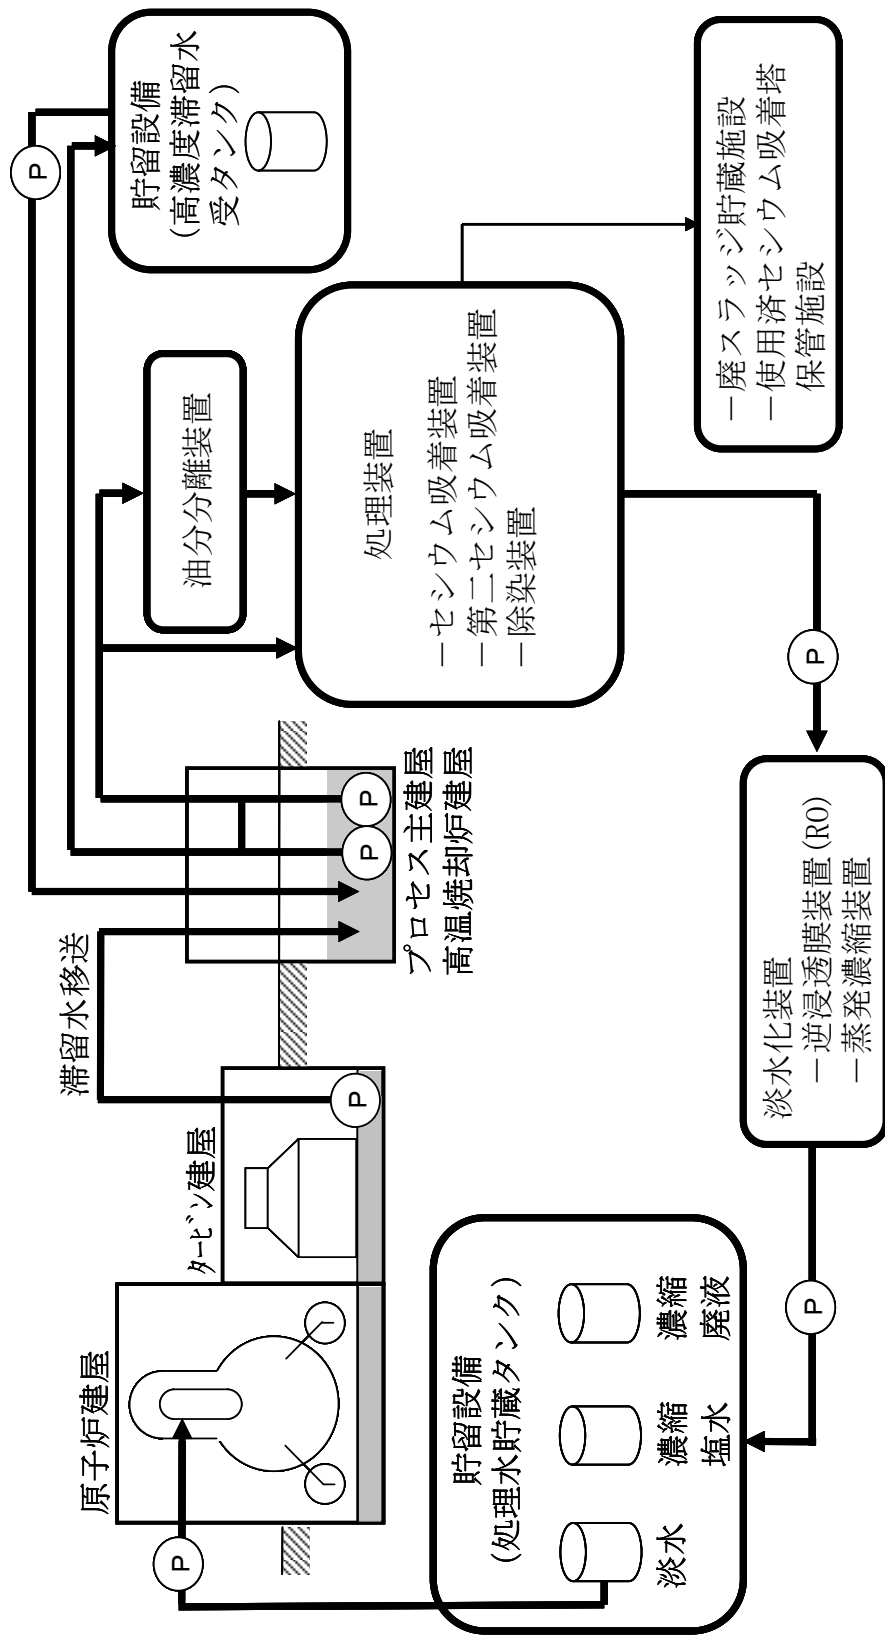 原子炉建屋
タービン建屋
滞留水移送
プロセス主建屋
高温焼却炉建屋
油分分離装置
貯留設備
(高濃度滞留水
受タンク)
処理装置
－セシウム吸着装置
－第二セシウム吸着装置
－除染装置
－廃スラッジ貯蔵施設
－使用済セシウム吸着塔
保管施設
淡水化装置
－逆浸透膜装置(RO)
－蒸発濃縮装置
貯留設備
(処理水貯蔵タンク)
淡水
濃縮
塩水
濃縮
廃液
P
P
P
P
P
P
P